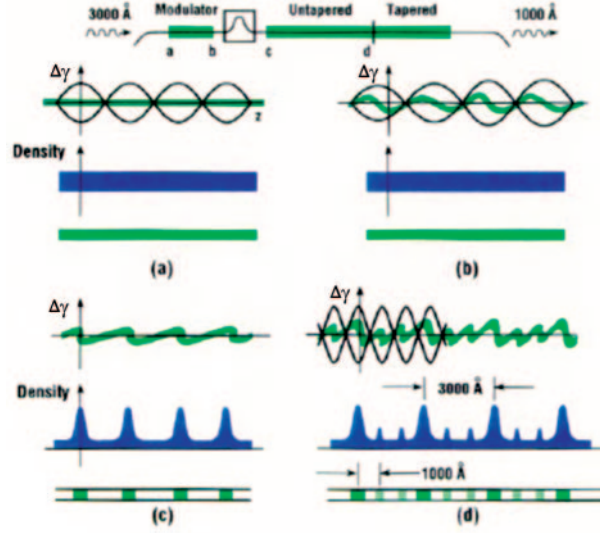 3000 Å Modulator Untapered Tapered 1000 Å
a b c d
Δγ Δγ
z
Density
(a) (b)
Δγ Δγ
Density
3000 Å
1000 Å
(c) (d)